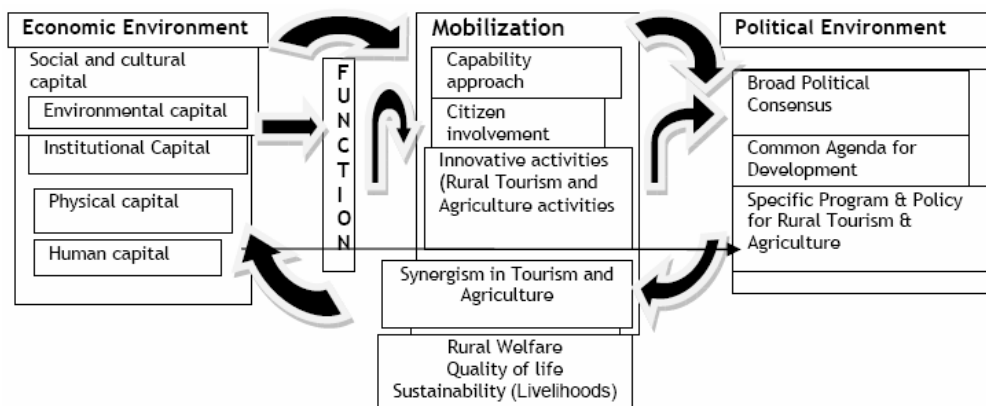 Economic Environment
Social and cultural
capital
Environmental capital
Institutional Capital
Physical capital
Human capital
F
U
N
C
T
I
O
N
Mobilization
Capability
approach
Citizen
involvement
Innovative activities
(Rural Tourism and
Agriculture activities
Synergism in Tourism and
Agriculture
Rural Welfare
Quality of life
Sustainability (Livelihoods)
Political Environment
Broad Political
Consensus
Common Agenda for
Development
Specific Program & Policy
for Rural Tourism &
Agriculture